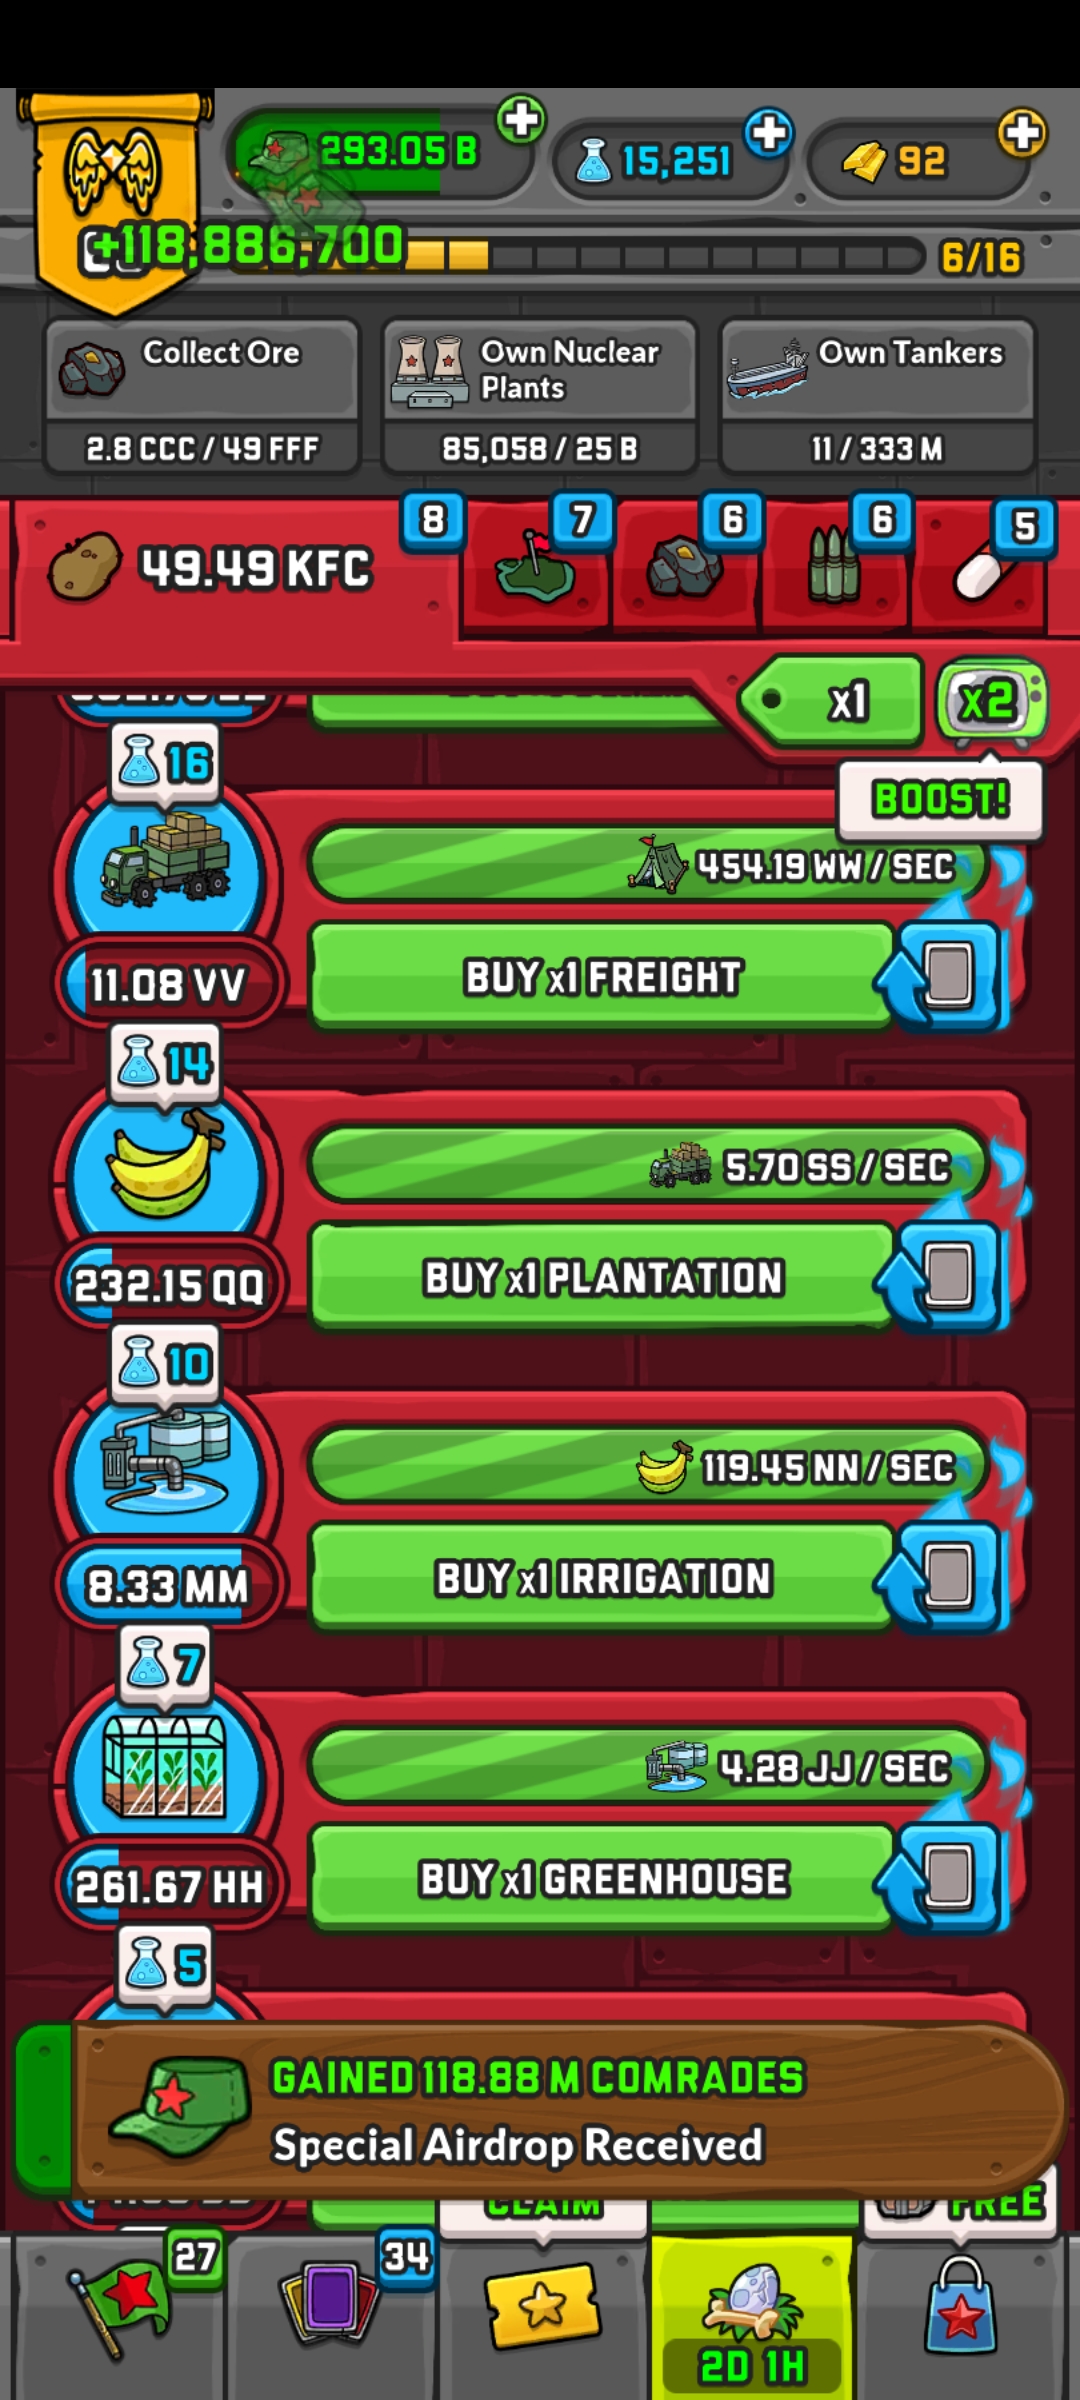 293.05 B
15,251
92
+118,886,700
6/16
Collect Ore
2.8 CCC / 49 FFF
Own Nuclear
Plants
85,058 / 25 B
Own Tankers
11 / 333 M
49.49 KFC
8
7
6
6
5
x1
x2
BOOST!
16
454.19 WW / SEC
11.08 VV
BUY x1 FREIGHT
14
5.70 SS / SEC
232.15 QQ
BUY x1 PLANTATION
10
119.45 NN / SEC
8.33 MM
BUY x1 IRRIGATION
7
4.28 JJ / SEC
261.67 HH
BUY x1 GREENHOUSE
5
GAINED 118.88 M COMRADES
Special Airdrop Received
CLAIM
FREE
27
34
2D 1H